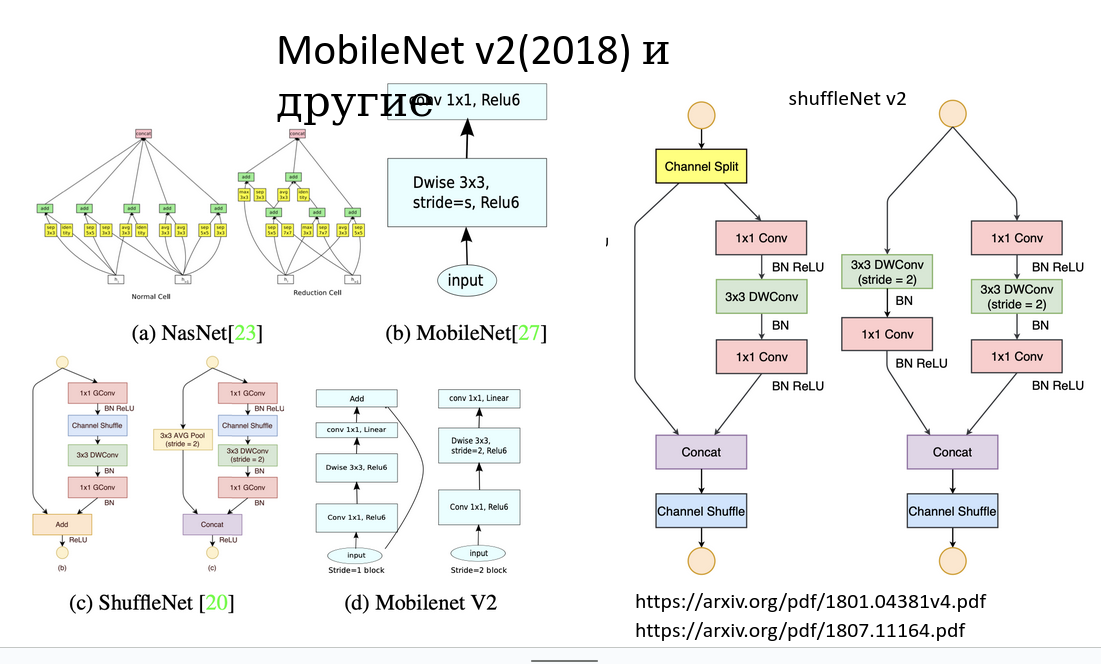 MobileNet v2(2018) и
другие
concat
add
add
add
add
add
sep
3x3
iden
tity
sep
5x5
sep
3x3
avg
3x3
iden
tity
avg
3x3
avg
3x3
sep
5x5
sep
3x3
Normal Cell
concat
add
add
max
3x3
sep
3x3
avg
3x3
iden
tity
add
add
add
sep
5x5
sep
7x7
max
3x3
sep
7x7
avg
3x3
sep
5x5
Reduction Cell
(a) NasNet[23]
conv 1x1, Relu6
Dwise 3x3,
stride=s, Relu6
input
(b) MobileNet[27]
1x1 GConv
BN ReLU
Channel Shuffle
3x3 DWConv
BN
1x1 GConv
BN
Add
ReLU
(b)
3x3 AVG Pool
(stride = 2)
1x1 GConv
BN ReLU
Channel Shuffle
3x3 DWConv
(stride = 2)
BN
1x1 GConv
BN
Concat
ReLU
(c)
(c) ShuffleNet [20]
Add
conv 1x1, Linear
Dwise 3x3, Relu6
Conv 1x1, Relu6
input
Stride=1 block
conv 1x1, Linear
Dwise 3x3,
stride=2, Relu6
Conv 1x1, Relu6
input
Stride=2 block
(d) Mobilenet V2
shuffleNet v2
Channel Split
1x1 Conv
BN ReLU
3x3 DWConv
BN
1x1 Conv
BN ReLU
Concat
Channel Shuffle
3x3 DWConv
(stride = 2)
BN
1x1 Conv
BN ReLU
1x1 Conv
BN ReLU
3x3 DWConv
(stride = 2)
BN
1x1 Conv
BN ReLU
Concat
Channel Shuffle
https://arxiv.org/pdf/1801.04381v4.pdf
https://arxiv.org/pdf/1807.11164.pdf